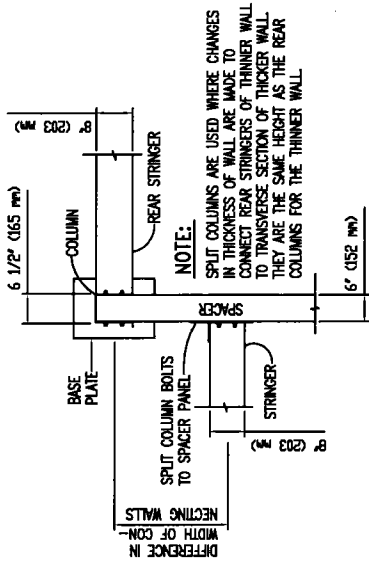 6 1/2" (165 mm)
8" (203 mm)
COLUMN
REAR STRINGER
BASE
PLATE
NOTE:
SPLIT COLUMNS ARE USED WHERE CHANGES
IN THICKNESS OF WALL ARE MADE TO
CONNECT REAR STRINGERS OF THINNER WALL
TO TRANSVERSE SECTION OF THICKER WALL.
THEY ARE THE SAME HEIGHT AS THE REAR
COLUMNS FOR THE THINNER WALL.
SPACER
SPLIT COLUMN BOLTS
TO SPACER PANEL
STRINGER
6" (152 mm)
8" (203 mm)
DIFFERENCE IN
WIDTH OF CON-
NECTING WALLS